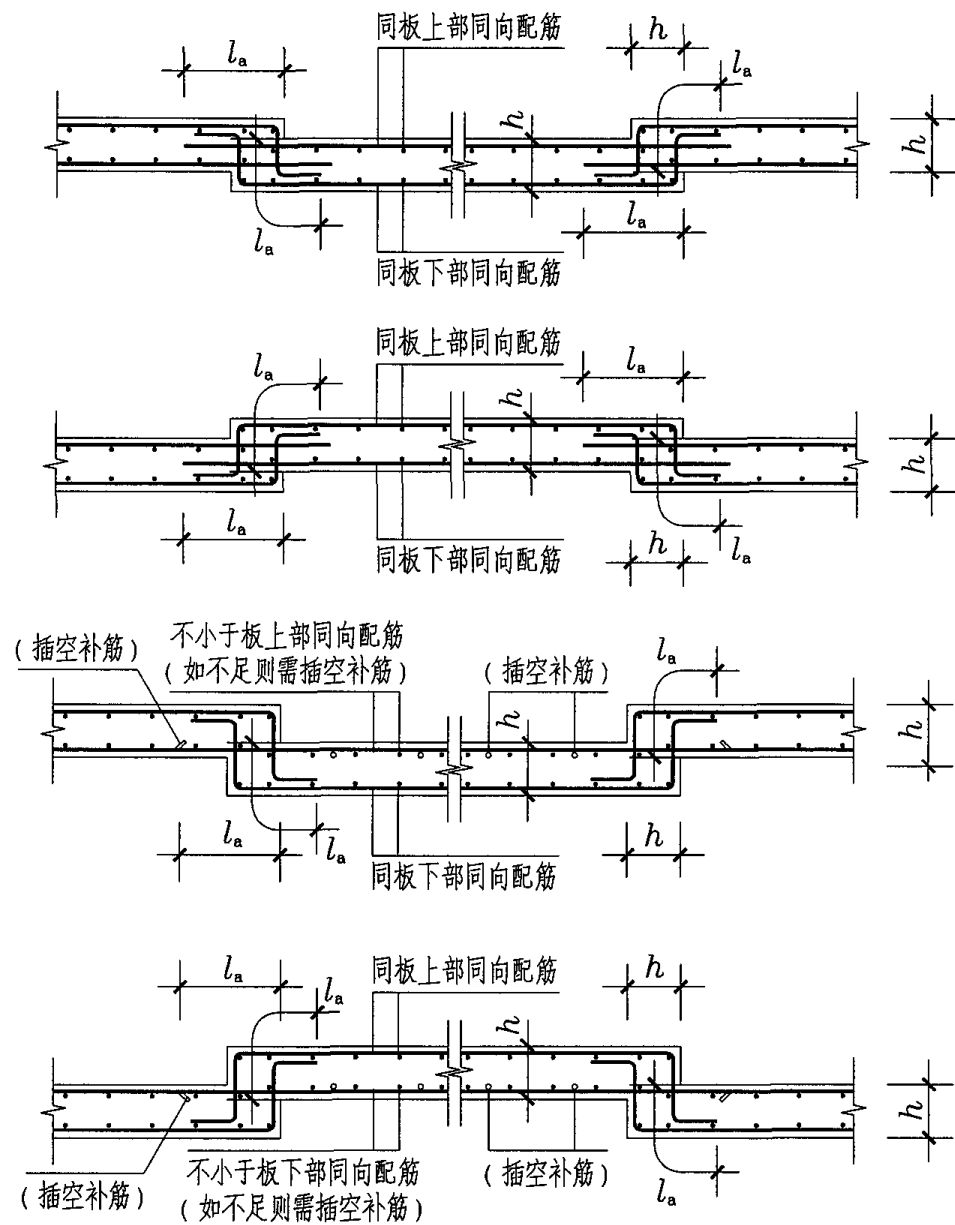 同板上部同向配筋
h
la
la
h
h
la
la
同板下部同向配筋
同板上部同向配筋
la
la
h
h
la
la
同板下部同向配筋
h
不小于板上部同向配筋
(插空补筋)
(如不足则需插空补筋)
(插空补筋)
la
h
h
la
la
h
同板下部同向配筋
同板上部同向配筋
la
la
h
h
h
不小于板下部同向配筋
(插空补筋)
(插空补筋)
(如不足则需插空补筋)
la